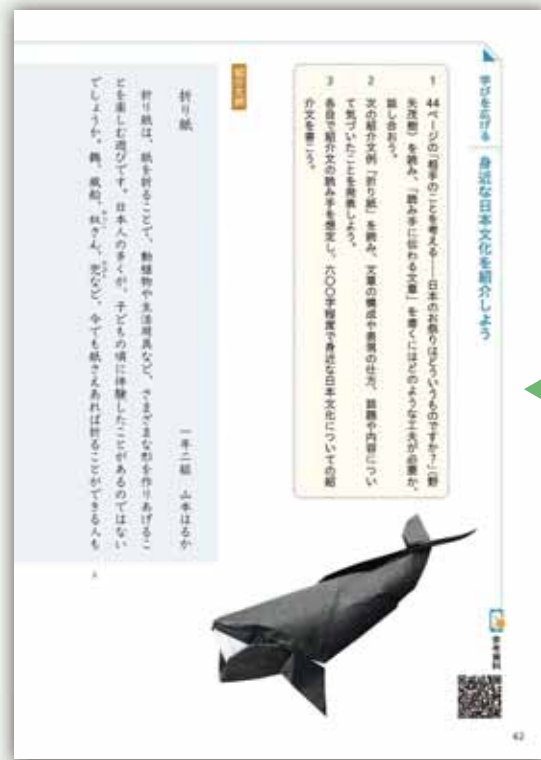 学びを広げる 身近な日本文化を紹介しよう
1 44ページの「相手のことを考える——日本のお祭りはどういうものですか?」(野
矢茂樹)を読み、「読み手に伝わる文章」を書くにはどのような工夫が必要か、
話し合おう。
2 次の紹介文例「折り紙」を読み、文章の構成や表現の仕方、話題や内容につい
て気づいたことを発表しよう。
3 各自で紹介文の読み手を想定し、六〇〇字程度で身近な日本文化についての紹
介文を書こう。
参考資料
紹介文例
折り紙
一年二組 山本はるか
折り紙は、紙を折ることで、動植物や生活用具など、さまざまな形を作りあげるこ
とを楽しむ遊びです。日本人の多くが、子どもの頃に体験したことがあるのではない
でしょうか。鶴、風船、奴さん、兜など、今でも紙さえあれば折ることができる人も
62